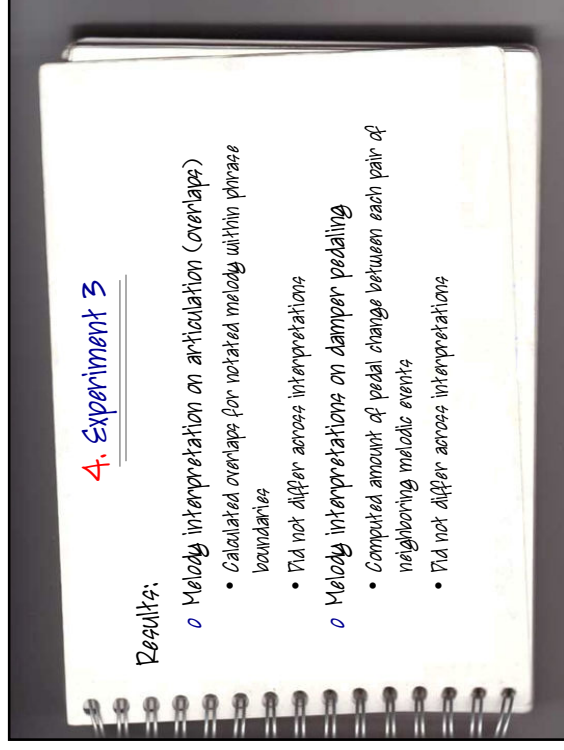 4. Experiment 3
Results:
o Melody interpretation on articulation (overlaps)
• Calculated overlaps for notated melody within phrase
boundaries
• Did not differ across interpretations
o Melody interpretations on damper pedaling
• Computed amount of pedal change between each pair of
neighboring melodic events
• Did not differ across interpretations